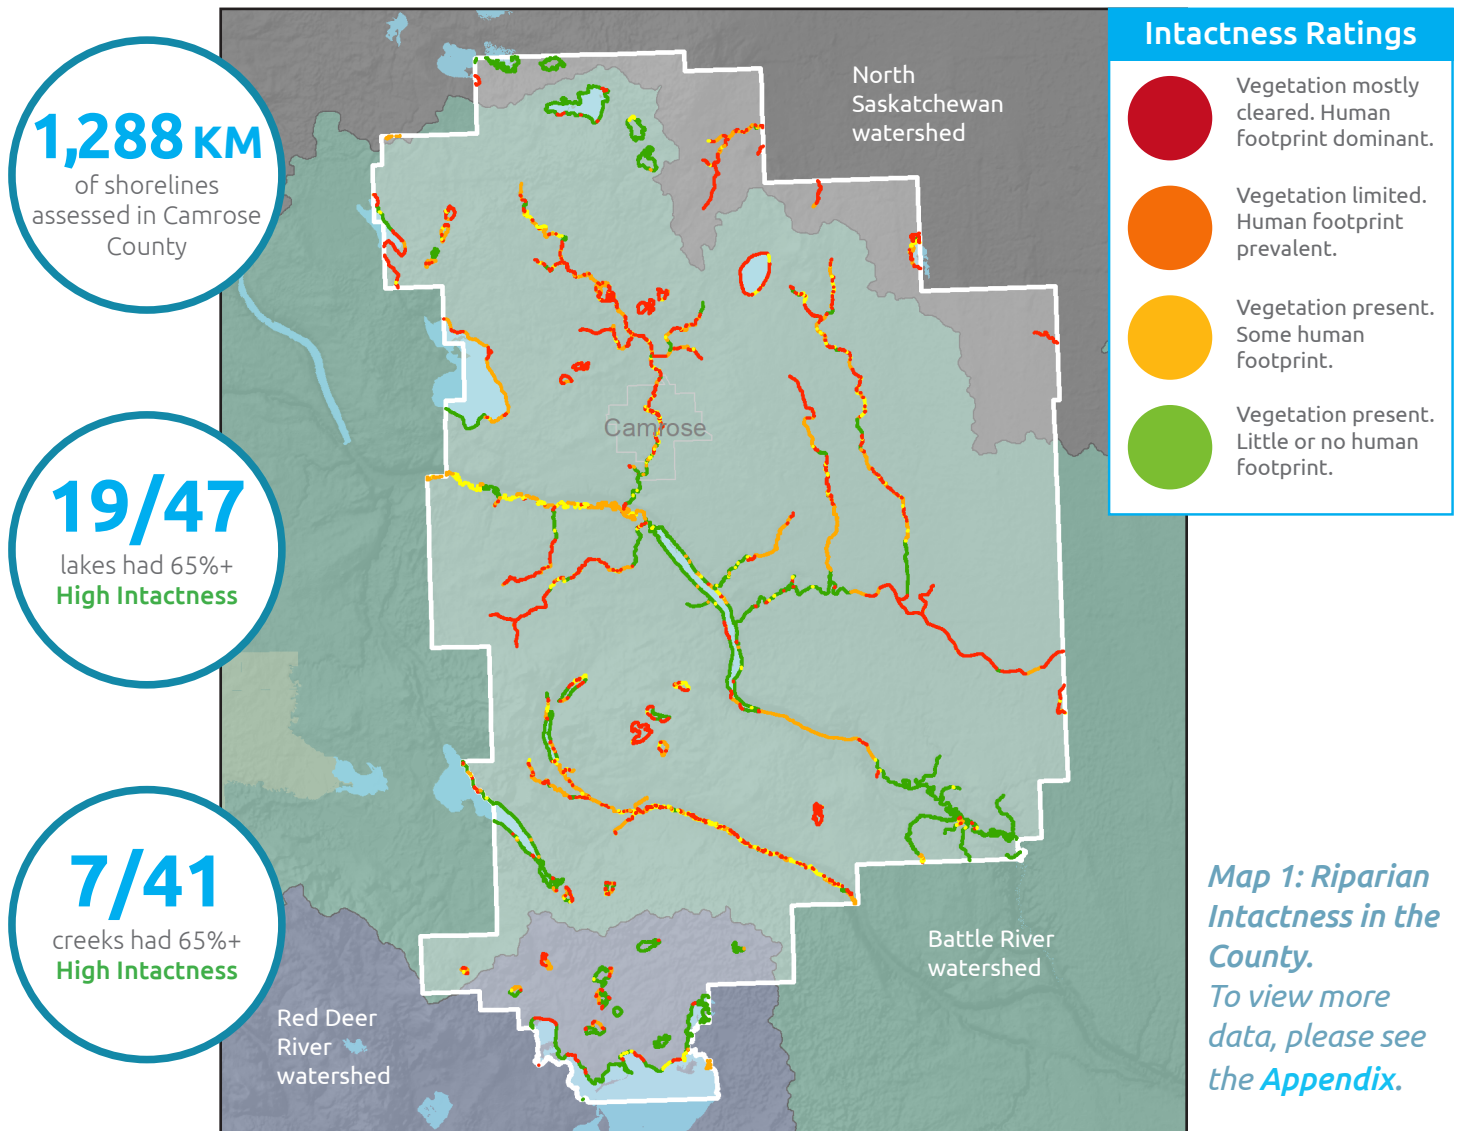 1,288 KM
of shorelines
assessed in Camrose
County
19/47
lakes had 65%+
High Intactness
7/41
creeks had 65%+
High Intactness
North
Saskatchewan
watershed
Camrose
Battle River
watershed
Red Deer
River
watershed
Intactness Ratings
Vegetation mostly
cleared. Human
footprint dominant.
Vegetation limited.
Human footprint
prevalent.
Vegetation present.
Some human
footprint.
Vegetation present.
Little or no human
footprint.
Map 1: Riparian
Intactness in the
County.
To view more
data, please see
the Appendix.